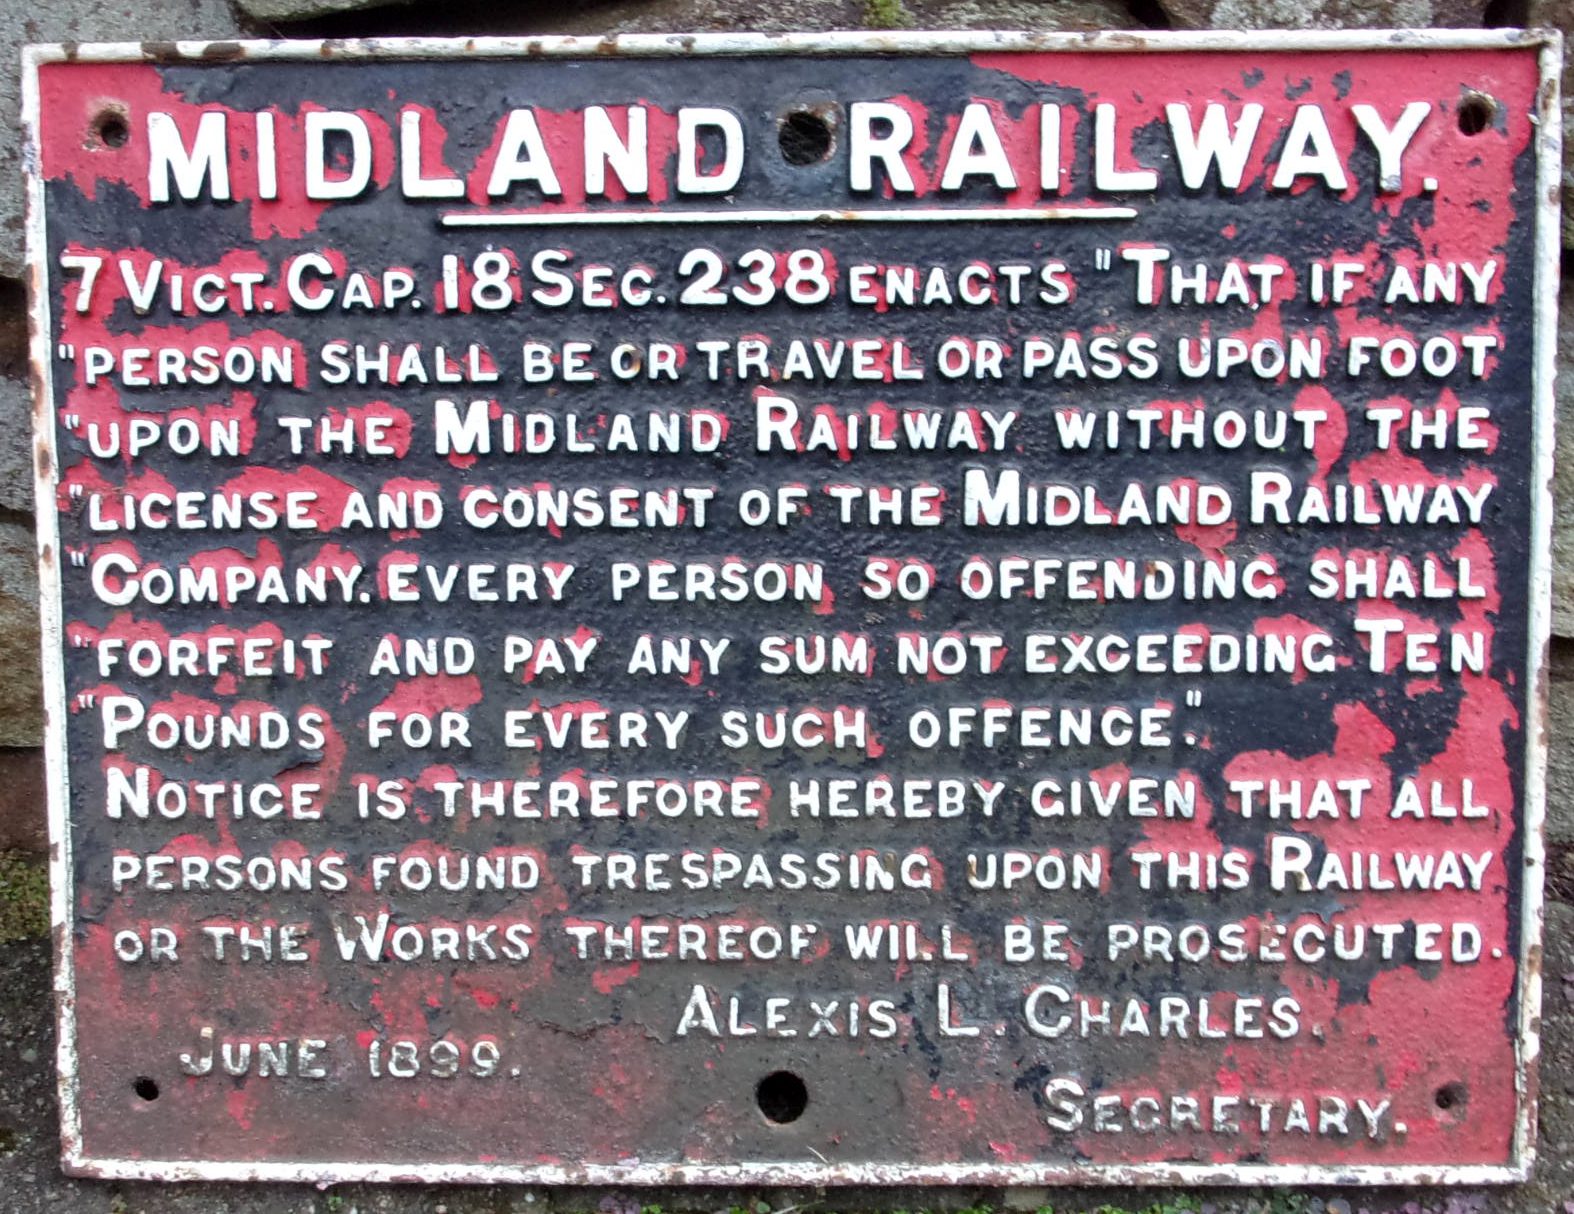 MIDLAND RAILWAY.
7 VICT. CAP. 18 SEC. 238 ENACTS "THAT IF ANY
"PERSON SHALL BE OR TRAVEL OR PASS UPON FOOT
"UPON THE MIDLAND RAILWAY WITHOUT THE
"LICENSE AND CONSENT OF THE MIDLAND RAILWAY
"COMPANY. EVERY PERSON SO OFFENDING SHALL
"FORFEIT AND PAY ANY SUM NOT EXCEEDING TEN
"POUNDS FOR EVERY SUCH OFFENCE."
NOTICE IS THEREFORE HEREBY GIVEN THAT ALL
PERSONS FOUND TRESPASSING UPON THIS RAILWAY
OR THE WORKS THEREOF WILL BE PROSECUTED.
ALEXIS L. CHARLES.
JUNE 1899.
SECRETARY.